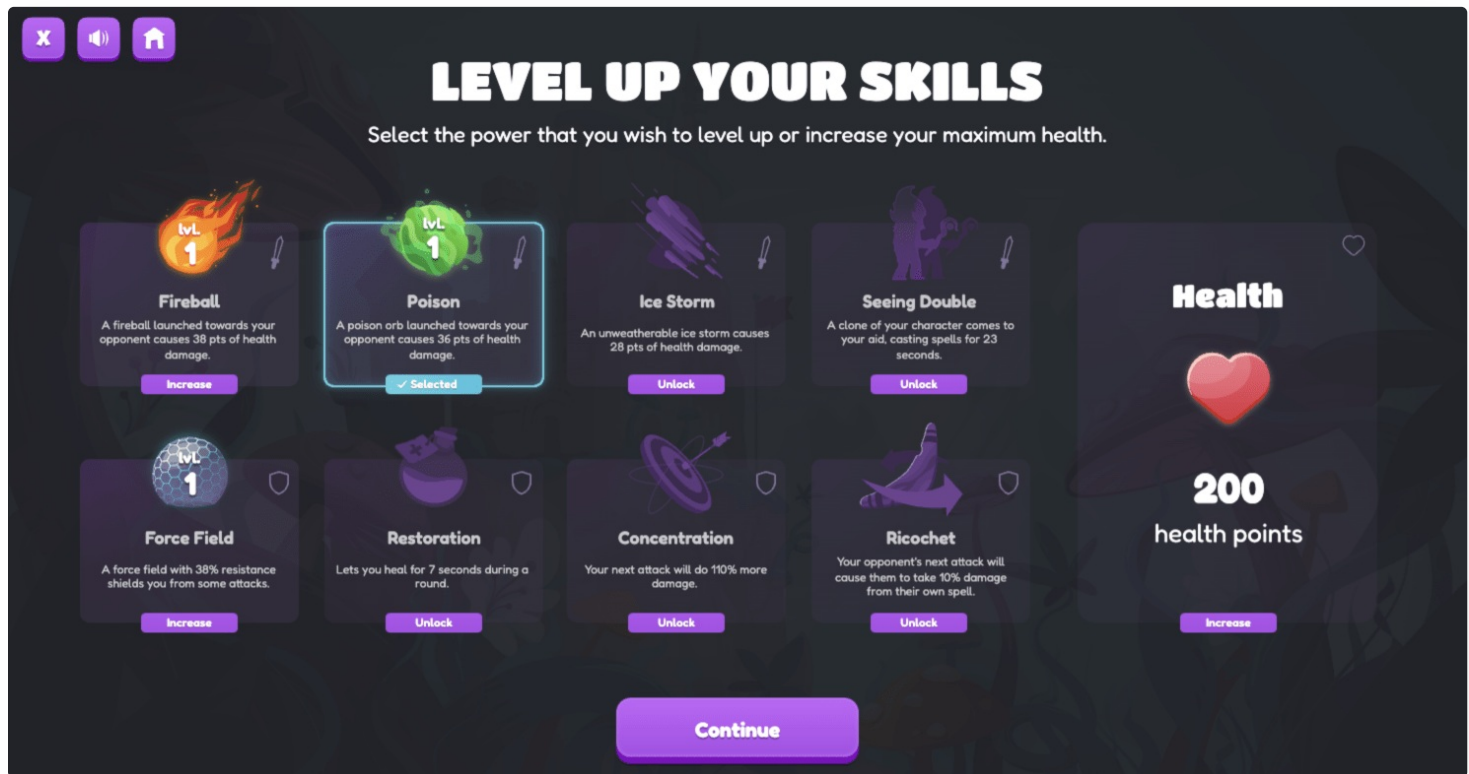 X
LEVEL UP YOUR SKILLS
Select the power that you wish to level up or increase your maximum health.
lvl
1
Fireball
A fireball launched towards your
opponent causes 38 pts of health
damage.
Increase
lvl
1
Poison
A poison orb launched towards your
opponent causes 36 pts of health
damage.
✓ Selected
Ice Storm
An unweatherable ice storm causes
28 pts of health damage.
Unlock
Seeing Double
A clone of your character comes to
your aid, casting spells for 23
seconds.
Unlock
lvl
1
Force Field
A force field with 38% resistance
shields you from some attacks.
Increase
Restoration
Lets you heal for 7 seconds during a
round.
Unlock
Concentration
Your next attack will do 110% more
damage.
Unlock
Ricochet
Your opponent's next attack will
cause them to take 10% damage
from their own spell.
Unlock
Health
200
health points
Increase
Continue